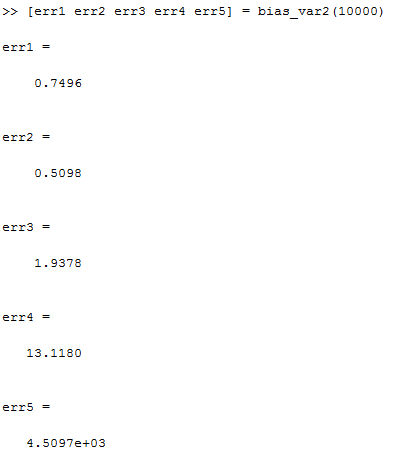 >> [err1 err2 err3 err4 err5] = bias_var2(10000)
err1 =
0.7496
err2 =
0.5098
err3 =
1.9378
err4 =
13.1180
err5 =
4.5097e+03